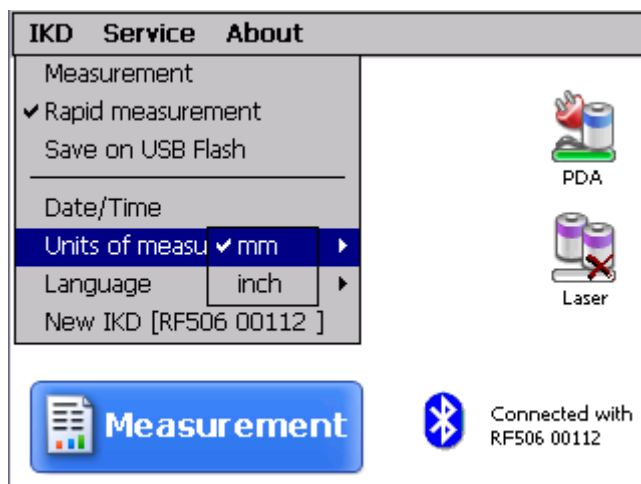 IKD Service About
Measurement
Rapid measurement
Save on USB Flash
PDA
Date/Time
Units of measu mm
Language inch
Laser
New IKD [RF506 00112 ]
Measurement
Connected with
RF506 00112